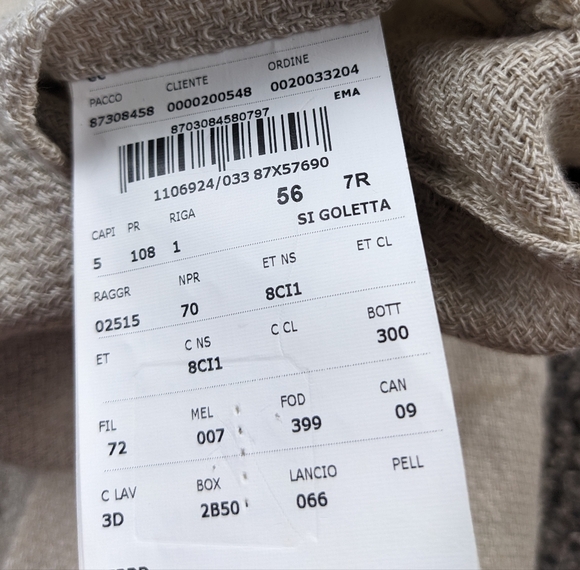 PACCO CLIENTE ORDINE
87308458 0000200548 0020033204
8703084580797 EMA
1106924/033 87X57690
CAPI PR RIGA 56 7R
5 108 1 SI GOLETTA
RAGGR NPR ET NS ET CL
02515 70 8CI1
ET C NS C CL BOTT
8CI1 300
FIL MEL FOD CAN
72 007 399 09
C LAV BOX LANCIO PELL
3D 2B50 066